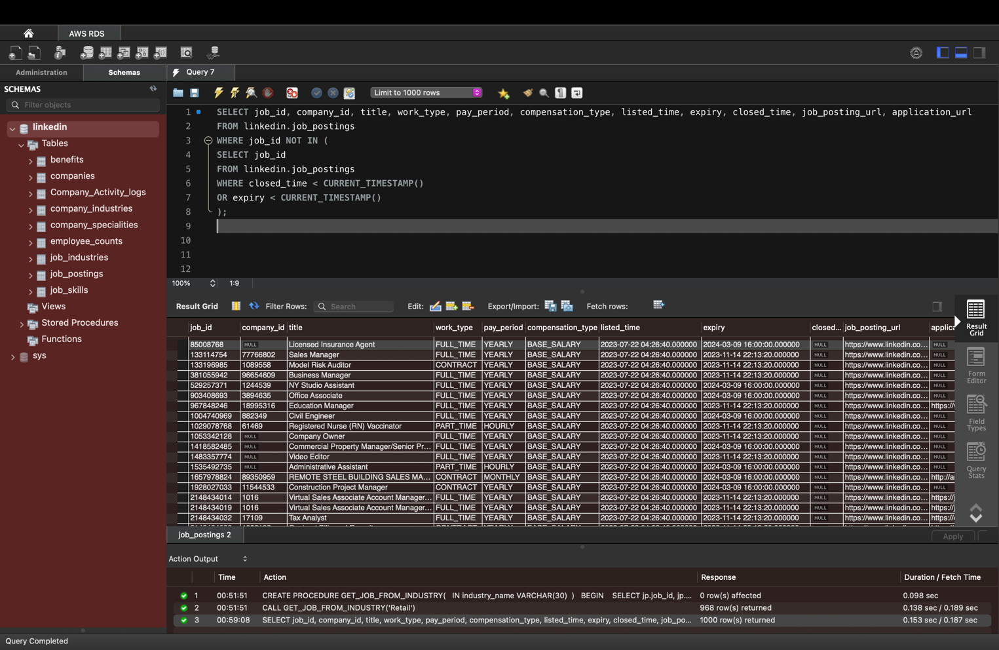 AWS RDS
Administration
Schemas
Query 7
SCHEMAS
Filter objects
linkedin
Tables
benefits
companies
Company_Activity_logs
company_industries
company_specialities
employee_counts
job_industries
job_postings
job_skills
Views
Stored Procedures
Functions
sys
Limit to 1000 rows
1 SELECT job_id, company_id, title, work_type, pay_period, compensation_type, listed_time, expiry, closed_time, job_posting_url, application_url
2 FROM linkedin.job_postings
3 WHERE job_id NOT IN (
4 SELECT job_id
5 FROM linkedin.job_postings
6 WHERE closed_time < CURRENT_TIMESTAMP()
7 OR expiry < CURRENT_TIMESTAMP()
8 );
9
10
11
12
100% 1:9
Result Grid Filter Rows: Search Edit: Export/Import: Fetch rows:
job_id company_id title work_type pay_period compensation_type listed_time expiry closed... job_posting_url applica
85008768 NULL Licensed Insurance Agent FULL_TIME YEARLY BASE_SALARY 2023-07-22 04:26:40.000000 2024-03-09 16:00:00.000000 NULL https://www.linkedin.co... NULL
133114754 77766802 Sales Manager FULL_TIME YEARLY BASE_SALARY 2023-07-22 04:26:40.000000 2023-11-14 22:13:20.000000 NULL https://www.linkedin.co... NULL
133196985 1089558 Model Risk Auditor CONTRACT YEARLY BASE_SALARY 2023-07-22 04:26:40.000000 2023-11-14 22:13:20.000000 NULL https://www.linkedin.co... NULL
381055942 96654609 Business Manager FULL_TIME YEARLY BASE_SALARY 2023-07-22 04:26:40.000000 2023-11-14 22:13:20.000000 NULL https://www.linkedin.co... NULL
529257371 1244539 NY Studio Assistant FULL_TIME YEARLY BASE_SALARY 2023-07-22 04:26:40.000000 2024-03-09 16:00:00.000000 NULL https://www.linkedin.co... NULL
903408693 3894635 Office Associate FULL_TIME YEARLY BASE_SALARY 2023-07-22 04:26:40.000000 2024-03-09 16:00:00.000000 NULL https://www.linkedin.co... NULL
967848246 18995316 Education Manager FULL_TIME YEARLY BASE_SALARY 2023-07-22 04:26:40.000000 2023-11-14 22:13:20.000000 NULL https://www.linkedin.co... https://
1004740969 882349 Civil Engineer FULL_TIME YEARLY BASE_SALARY 2023-07-22 04:26:40.000000 2024-03-09 16:00:00.000000 NULL https://www.linkedin.co... NULL
1029078768 61469 Registered Nurse (RN) Vaccinator PART_TIME HOURLY BASE_SALARY 2023-07-22 04:26:40.000000 2023-11-14 22:13:20.000000 NULL https://www.linkedin.co... NULL
1053342128 NULL Company Owner FULL_TIME YEARLY BASE_SALARY 2023-07-22 04:26:40.000000 2023-11-14 22:13:20.000000 NULL https://www.linkedin.co... NULL
1418582485 NULL Commercial Property Manager/Senior Pr... FULL_TIME YEARLY BASE_SALARY 2023-07-22 04:26:40.000000 2024-03-09 16:00:00.000000 NULL https://www.linkedin.co... NULL
1483357774 NULL Video Editor FULL_TIME YEARLY BASE_SALARY 2023-07-22 04:26:40.000000 2023-11-14 22:13:20.000000 NULL https://www.linkedin.co... NULL
1535492735 NULL Administrative Assistant PART_TIME HOURLY BASE_SALARY 2023-07-22 04:26:40.000000 2024-03-09 16:00:00.000000 NULL https://www.linkedin.co... NULL
1657978824 89350959 REMOTE STEEL BUILDING SALES MA... CONTRACT MONTHLY BASE_SALARY 2023-07-22 04:26:40.000000 2023-11-14 22:13:20.000000 NULL https://www.linkedin.co... http://a
1928027033 11544533 Construction Project Manager CONTRACT YEARLY BASE_SALARY 2023-07-22 04:26:40.000000 2024-03-09 16:00:00.000000 NULL https://www.linkedin.co... NULL
2148434014 1016 Virtual Sales Associate Account Manager... FULL_TIME YEARLY BASE_SALARY 2023-07-22 04:26:40.000000 2023-11-14 22:13:20.000000 NULL https://www.linkedin.co... https://j
2148434019 1016 Virtual Sales Associate Account Manager... FULL_TIME YEARLY BASE_SALARY 2023-07-22 04:26:40.000000 2023-11-14 22:13:20.000000 NULL https://www.linkedin.co... https://j
2148434032 17109 Tax Analyst FULL_TIME YEARLY BASE_SALARY 2023-07-22 04:26:40.000000 2023-11-14 22:13:20.000000 NULL https://www.linkedin.co... https://
Result
Grid
Form
Editor
Field
Types
Query
Stats
job_postings 2
Apply
Action Output
Time Action Response Duration / Fetch Time
1 00:51:51 CREATE PROCEDURE GET_JOB_FROM_INDUSTRY( IN industry_name VARCHAR(30) ) BEGIN SELECT jp.job_id, jp.... 0 row(s) affected 0.098 sec
2 00:51:51 CALL GET_JOB_FROM_INDUSTRY('Retail') 968 row(s) returned 0.138 sec / 0.189 sec
3 00:59:08 SELECT job_id, company_id, title, work_type, pay_period, compensation_type, listed_time, expiry, closed_time, job_po... 1000 row(s) returned 0.153 sec / 0.187 sec
Query Completed